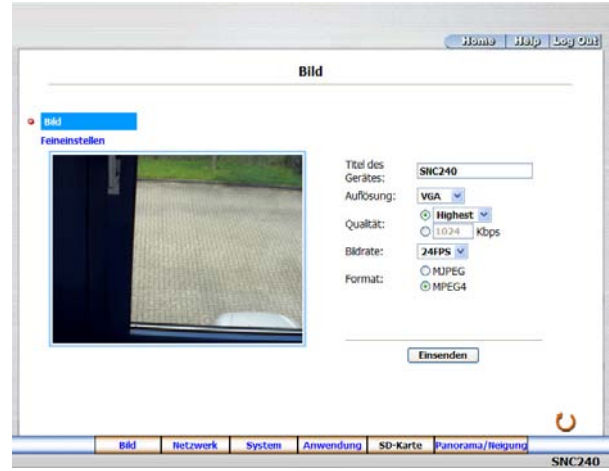 Home Help Log Out
Bild
Bild
Feineinstellen
Titel des Gerätes: SNC240
Auflösung: VGA
Qualität: Highest
1024 Kbps
Bildrate: 24FPS
Format: MJPEG
MPEG4
Einsenden
Bild Netzwerk System Anwendung SD-Karte Panorama/Neigung
SNC240